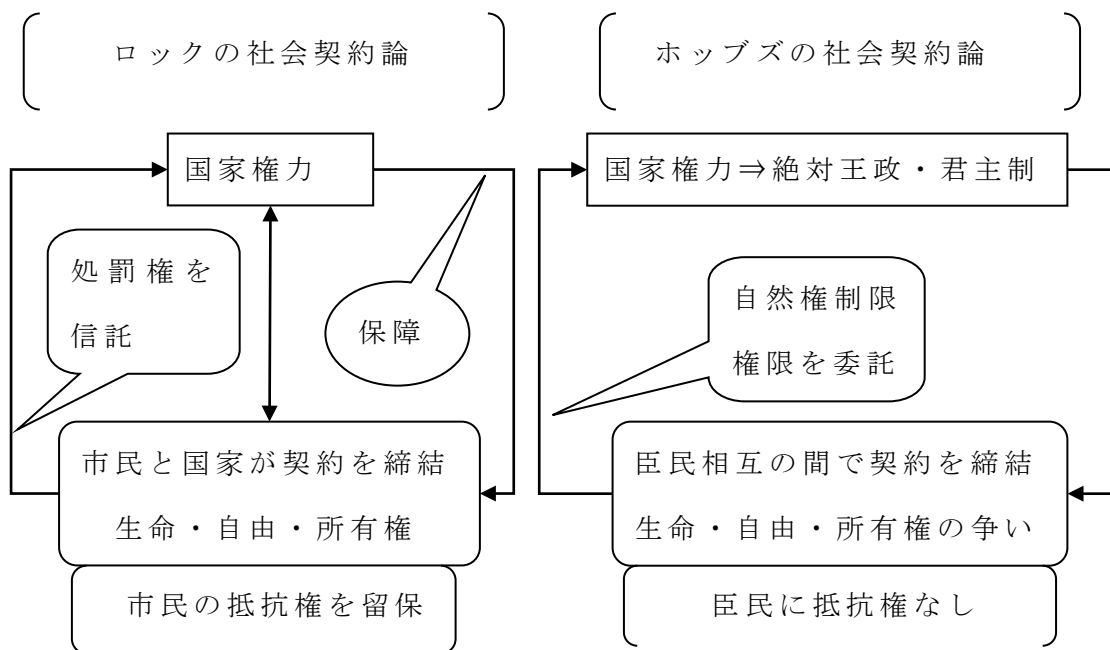 ロックの社会契約論
国家権力
処罰権を
信託
保障
市民と国家が契約を締結
生命・自由・所有権
市民の抵抗権を留保
ホッブズの社会契約論
国家権力⇒絶対王政・君主制
自然権制限
権限を委託
臣民相互の間で契約を締結
生命・自由・所有権の争い
臣民に抵抗権なし